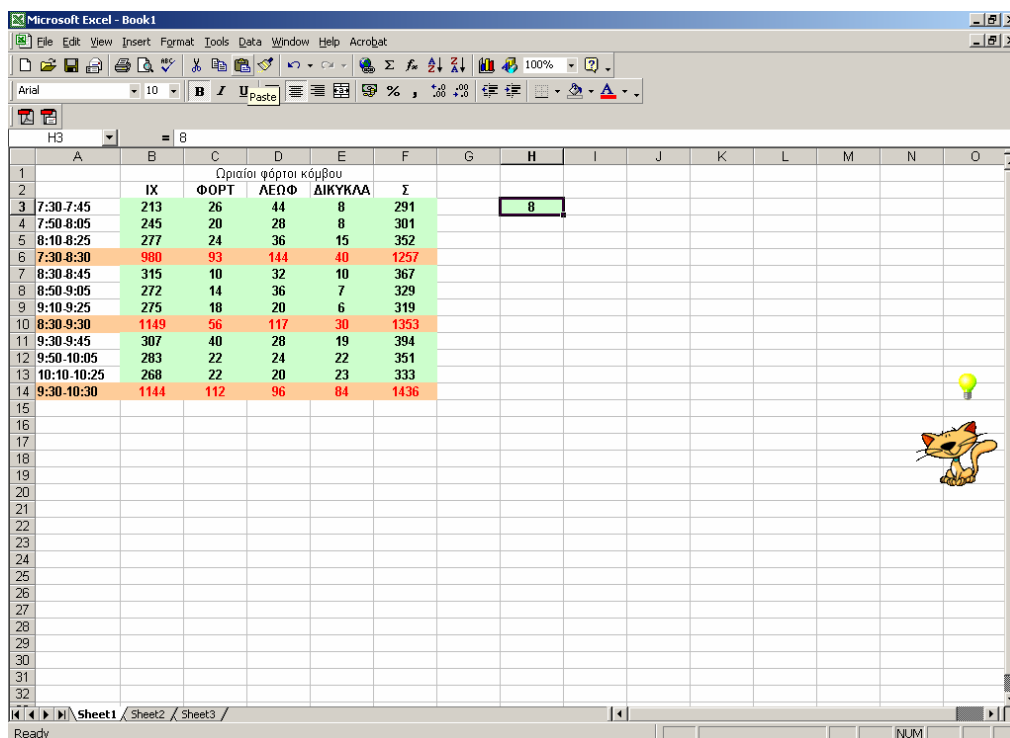 Microsoft Excel - Book1
File Edit View Insert Format Tools Data Window Help Acrobat
100%
Arial 10 B I U % ,
Paste
H3 = 8
A B C D E F G H I J K L M N O
1 Ωριαίοι φόρτοι κόμβου
2 ΙΧ ΦΟΡΤ ΛΕΩΦ ΔΙΚΥΚΛΑ Σ
3 7:30-7:45 213 26 44 8 291 8
4 7:50-8:05 245 20 28 8 301
5 8:10-8:25 277 24 36 15 352
6 7:30-8:30 980 93 144 40 1257
7 8:30-8:45 315 10 32 10 367
8 8:50-9:05 272 14 36 7 329
9 9:10-9:25 275 18 20 6 319
10 8:30-9:30 1149 56 117 30 1353
11 9:30-9:45 307 40 28 19 394
12 9:50-10:05 283 22 24 22 351
13 10:10-10:25 268 22 20 23 333
14 9:30-10:30 1144 112 96 84 1436
15
16
17
18
19
20
21
22
23
24
25
26
27
28
29
30
31
32
Sheet1 Sheet2 Sheet3
Ready NUM